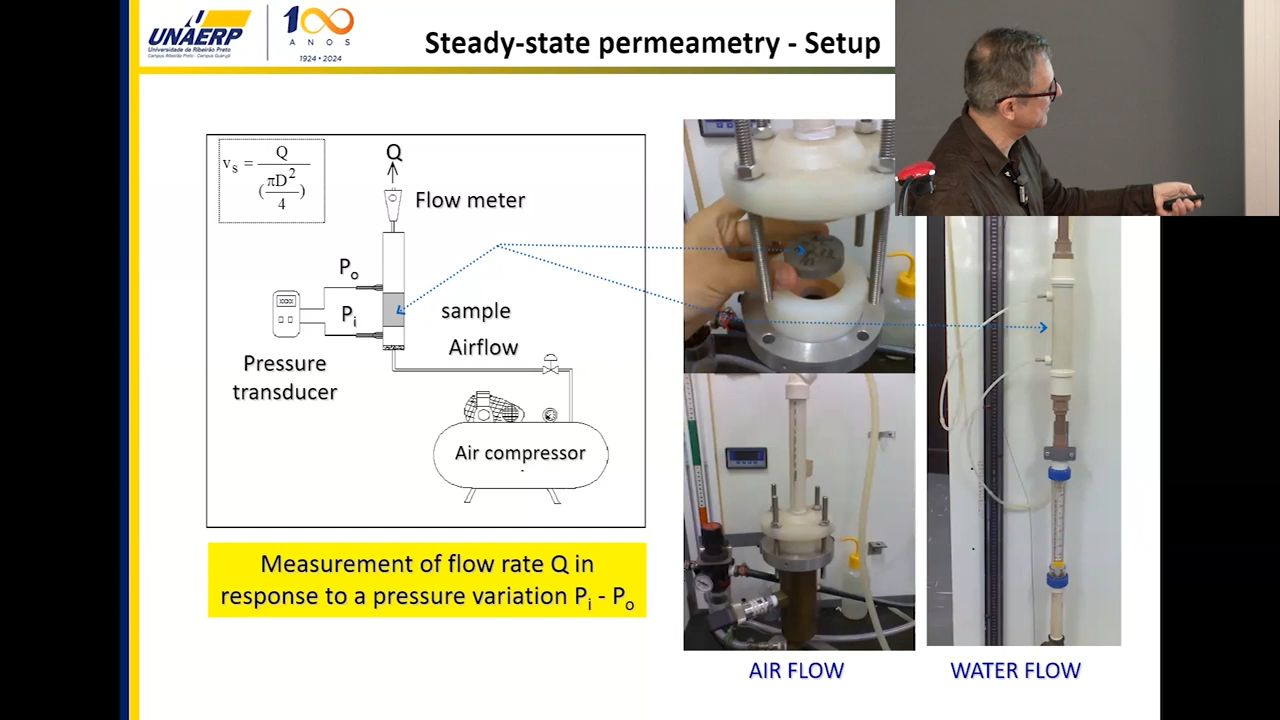 UNAERP
Universidade de Ribeirão Preto
Campus Ribeirão Preto - Campus Guarujá
100
ANOS
1924 • 2024
Steady-state permeametry - Setup
v_s = Q / (πD² / 4)
Q
Flow meter
P_o
P_i
sample
Airflow
Pressure
transducer
Air compressor
Measurement of flow rate Q in
response to a pressure variation P_i - P_o
AIR FLOW
WATER FLOW